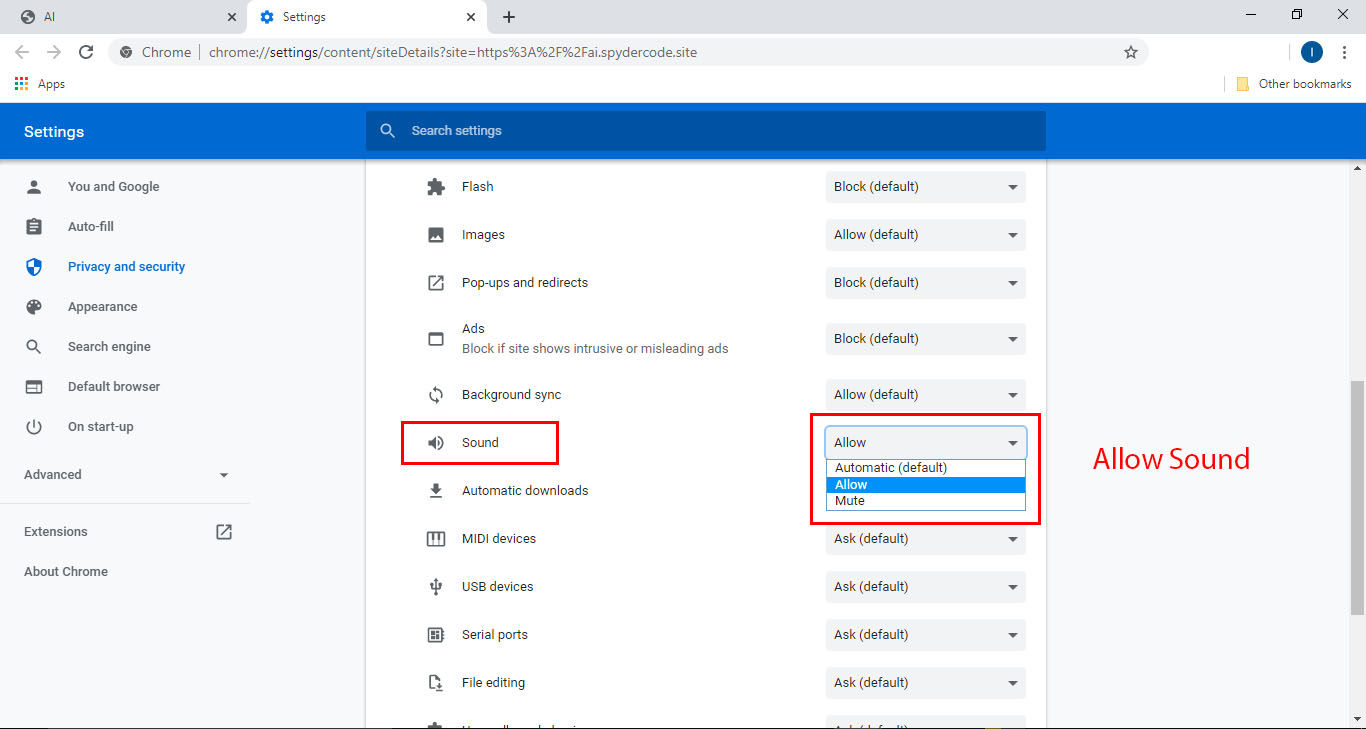 AI
Settings
Chrome
chrome://settings/content/siteDetails?site=https%3A%2F%2Fai.spydercode.site
I
Apps
Other bookmarks
Settings
Search settings
You and Google
Auto-fill
Privacy and security
Appearance
Search engine
Default browser
On start-up
Advanced
Extensions
About Chrome
Flash
Block (default)
Images
Allow (default)
Pop-ups and redirects
Block (default)
Ads
Block if site shows intrusive or misleading ads
Block (default)
Background sync
Allow (default)
Sound
Allow
Automatic (default)
Allow
Mute
Automatic downloads
MIDI devices
Ask (default)
USB devices
Ask (default)
Serial ports
Ask (default)
File editing
Ask (default)
Allow Sound